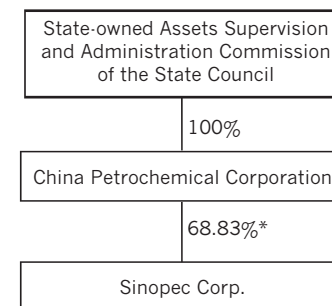 State-owned Assets Supervision
and Administration Commission
of the State Council
100%
China Petrochemical Corporation
68.83%*
Sinopec Corp.